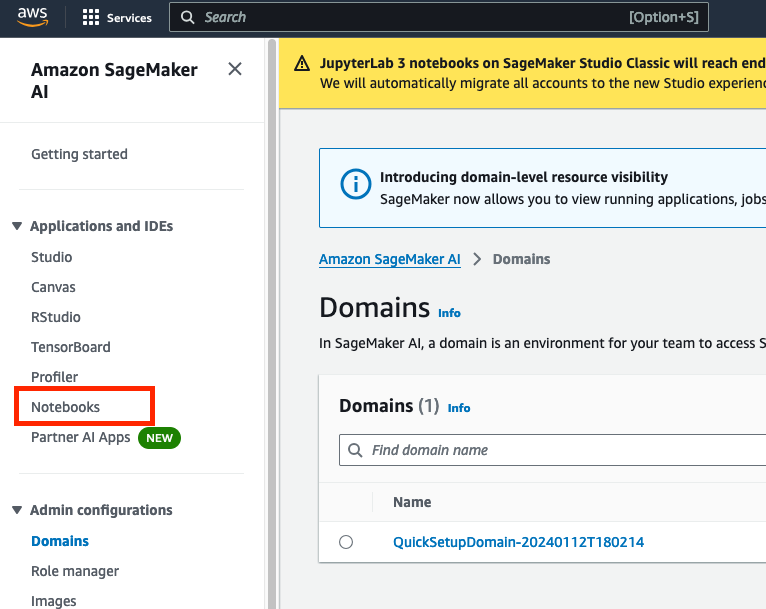 aws
Services
Search
[Option+S]
Amazon SageMaker
AI
Getting started
Applications and IDEs
Studio
Canvas
RStudio
TensorBoard
Profiler
Notebooks
Partner AI Apps NEW
Admin configurations
Domains
Role manager
Images
JupyterLab 3 notebooks on SageMaker Studio Classic will reach end
We will automatically migrate all accounts to the new Studio
Introducing domain-level resource visibility
SageMaker now allows you to view running applications, jobs
Amazon SageMaker AI > Domains
Domains Info
In SageMaker AI, a domain is an environment for your team to access S
Domains (1) Info
Find domain name
Name
QuickSetupDomain-20240112T180214